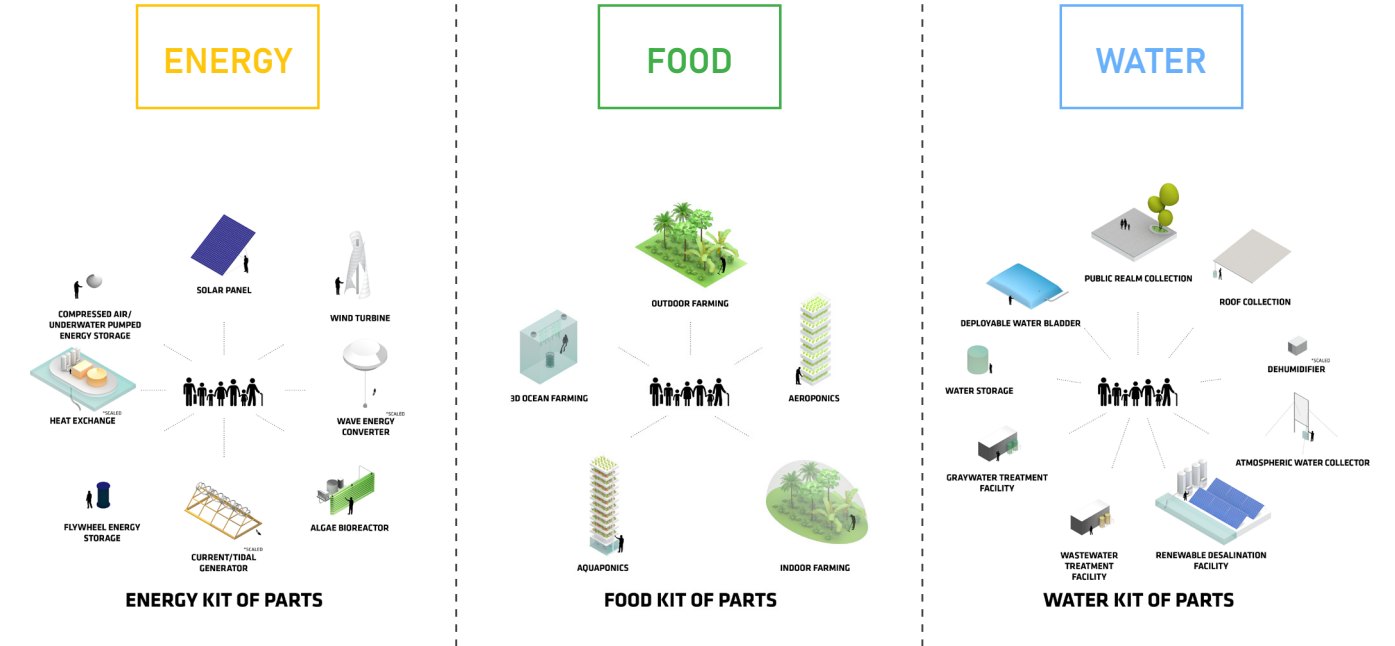 ENERGY
SOLAR PANEL
WIND TURBINE
COMPRESSED AIR/
UNDERWATER PUMPED
ENERGY STORAGE
*SCALED
HEAT EXCHANGE
*SCALED
WAVE ENERGY
CONVERTER
FLYWHEEL ENERGY
STORAGE
*SCALED
CURRENT/TIDAL
GENERATOR
ALGAE BIOREACTOR
ENERGY KIT OF PARTS
FOOD
OUTDOOR FARMING
3D OCEAN FARMING
AEROPONICS
AQUAPONICS
INDOOR FARMING
FOOD KIT OF PARTS
WATER
PUBLIC REALM COLLECTION
ROOF COLLECTION
DEPLOYABLE WATER BLADDER
*SCALED
DEHUMIDIFIER
WATER STORAGE
ATMOSPHERIC WATER COLLECTOR
GRAYWATER TREATMENT
FACILITY
WASTEWATER
TREATMENT
FACILITY
RENEWABLE DESALINATION
FACILITY
WATER KIT OF PARTS